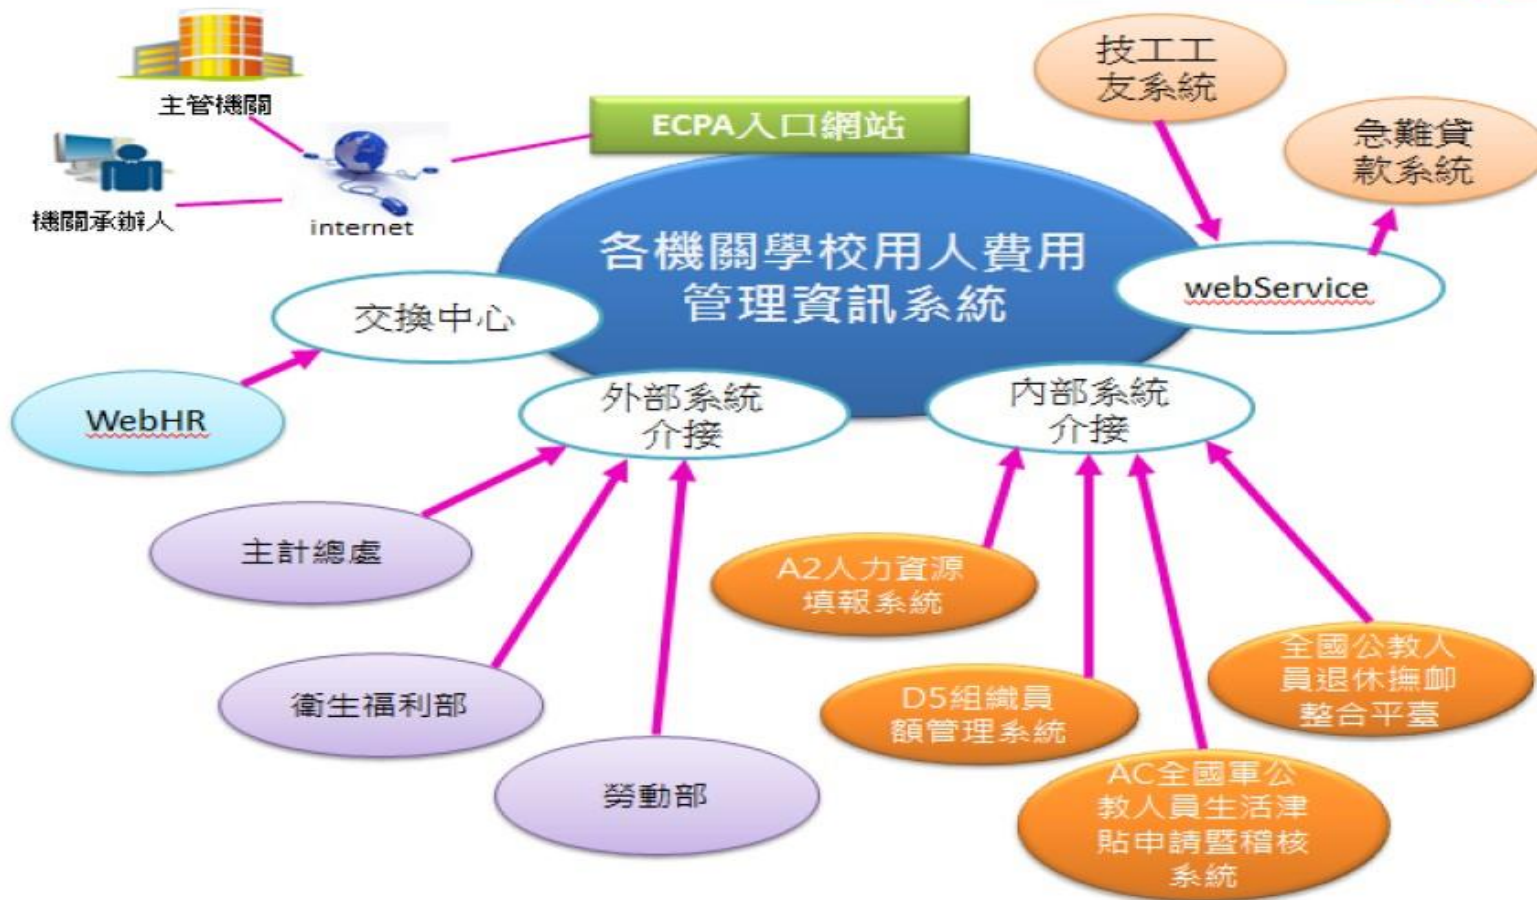 主管機關
機關承辦人
internet
ECPA入口網站
技工工
友系統
急難貸
款系統
各機關學校用人費用
管理資訊系統
webService
交換中心
WebHR
外部系統
介接
內部系統
介接
主計總處
衛生福利部
勞動部
A2人力資源
填報系統
D5組織員
額管理系統
AC全國軍公
教人員生活津
貼申請暨稽核
系統
全國公教人
員退休撫卹
整合平臺